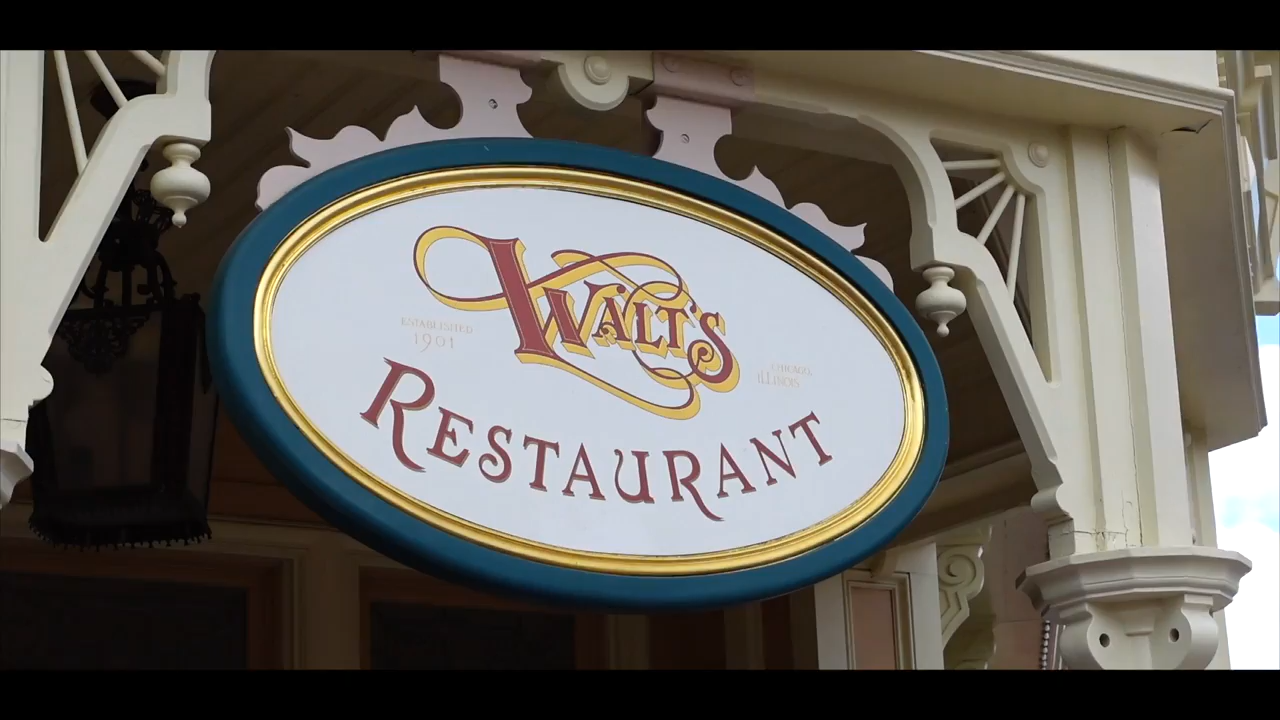 WALT'S
ESTABLISHED
1901
CHICAGO,
ILLINOIS
RESTAURANT